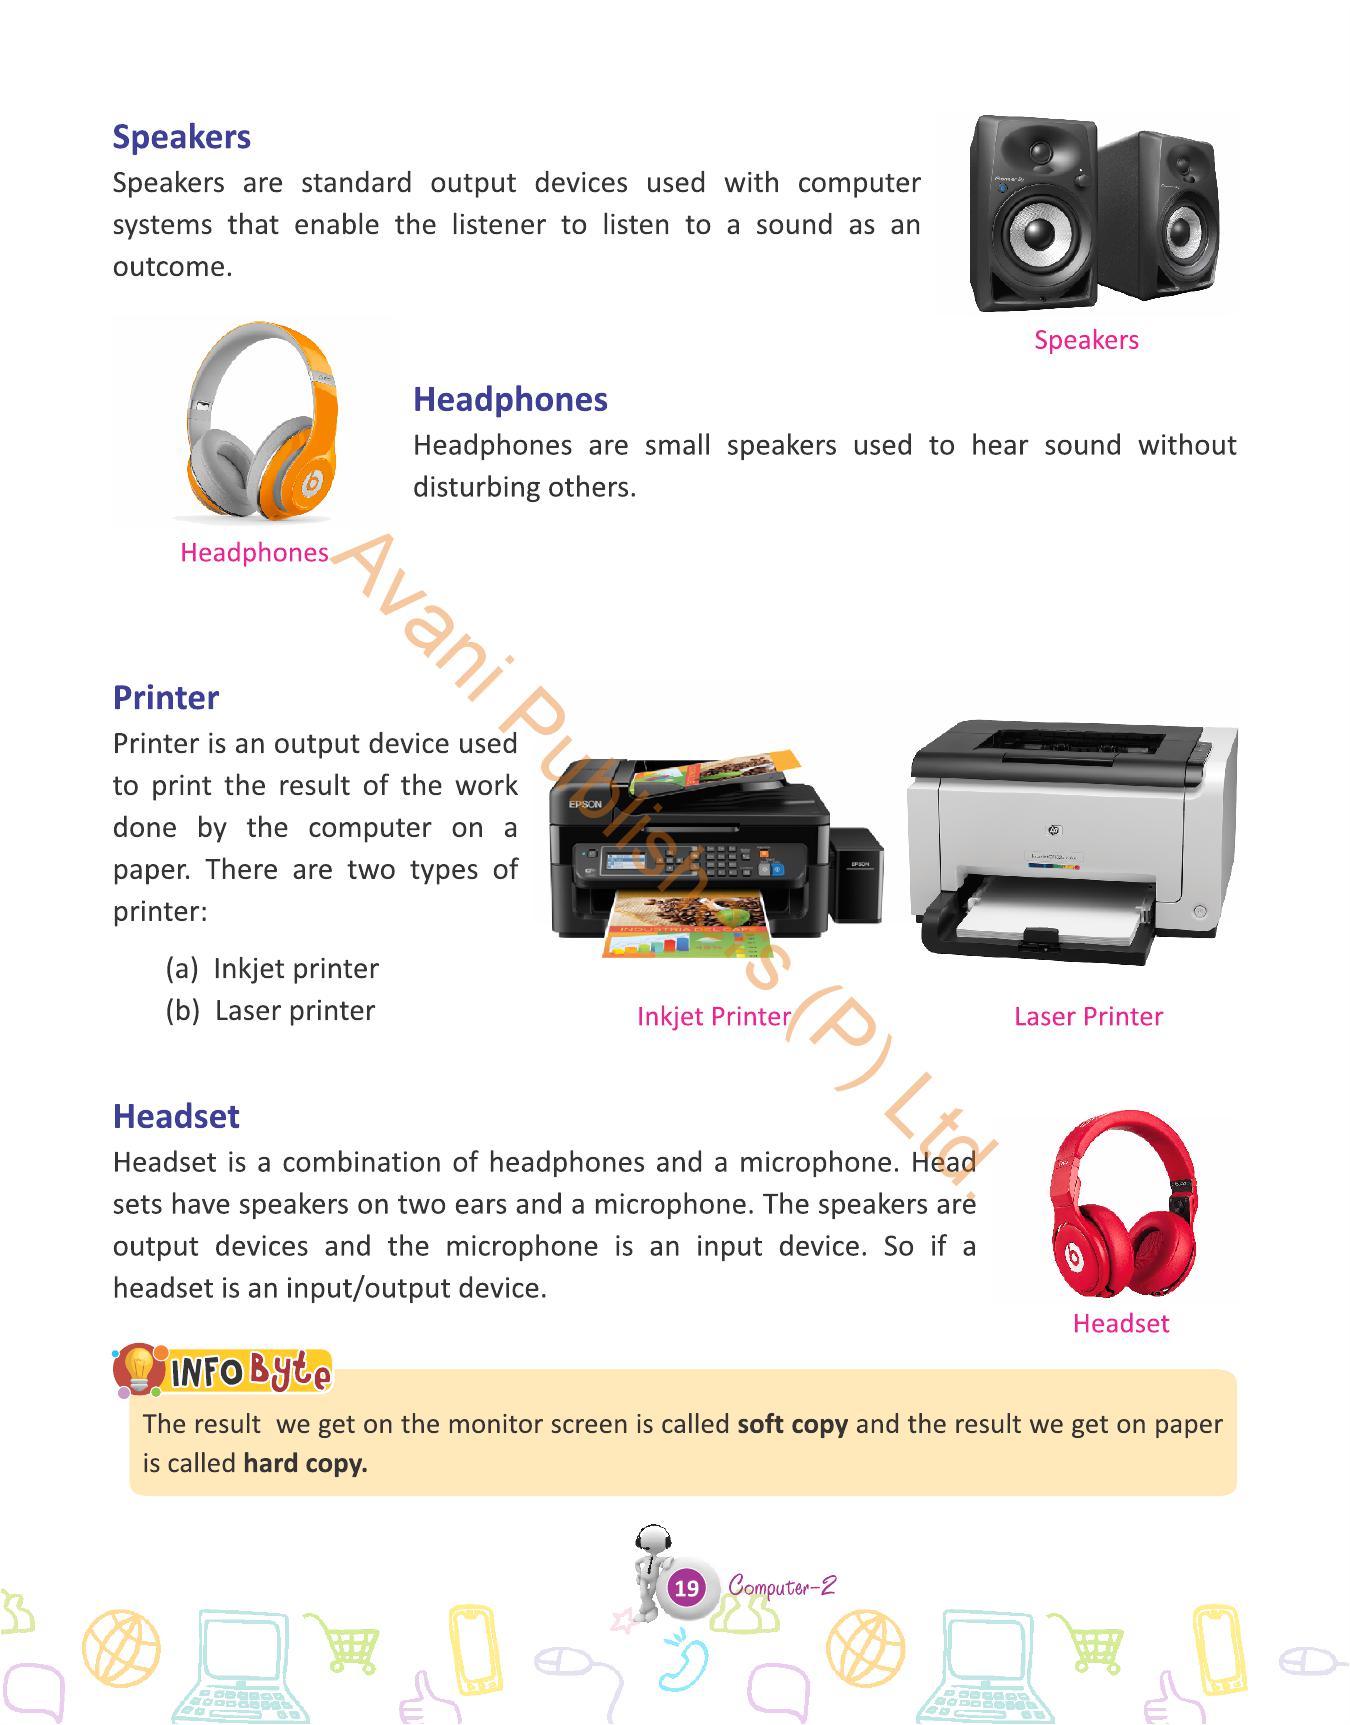 Speakers
Speakers are standard output devices used with computer
systems that enable the listener to listen to a sound as an
outcome.
Speakers
Headphones
Headphones are small speakers used to hear sound without
disturbing others.
Headphones
Avani Publishers (P) Ltd.
Printer
Printer is an output device used
to print the result of the work
done by the computer on a
paper. There are two types of
printer:
(a) Inkjet printer
(b) Laser printer
EPSON
EPSON
INDUSTRIA DEL CAFE
hp
Inkjet Printer
Laser Printer
Headset
Headset is a combination of headphones and a microphone. Head
sets have speakers on two ears and a microphone. The speakers are
output devices and the microphone is an input device. So if a
headset is an input/output device.
Headset
INFO Byte
The result we get on the monitor screen is called soft copy and the result we get on paper
is called hard copy.
19
Computer-2